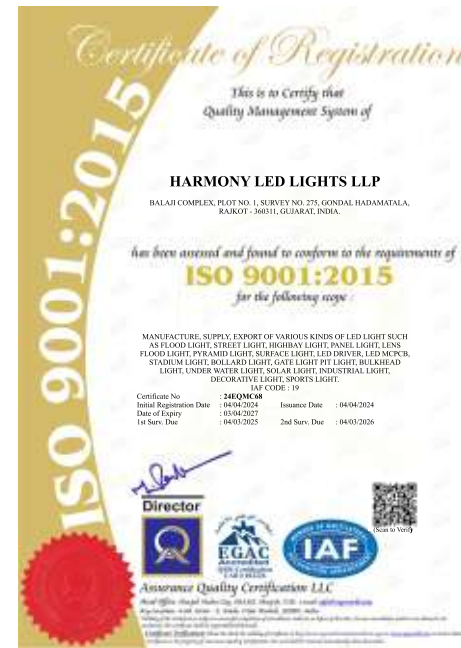 Certificate of Registration
This is to Certify that
Quality Management System of
ISO 9001:2015
HARMONY LED LIGHTS LLP
BALAJI COMPLEX, PLOT NO. 1, SURVEY NO. 275, GONDAL HADAMATALA,
RAJKOT - 360311, GUJARAT, INDIA.
has been assessed and found to conform to the requirements of
ISO 9001:2015
for the following scope :
MANUFACTURE, SUPPLY, EXPORT OF VARIOUS KINDS OF LED LIGHT SUCH
AS FLOOD LIGHT, STREET LIGHT, HIGHBAY LIGHT, PANEL LIGHT, LENS
FLOOD LIGHT, PYRAMID LIGHT, SURFACE LIGHT, LED DRIVER, LED MCPCB,
STADIUM LIGHT, BOLLARD LIGHT, GATE LIGHT PIT LIGHT, BULKHEAD
LIGHT, UNDER WATER LIGHT, SOLAR LIGHT, INDUSTRIAL LIGHT,
DECORATIVE LIGHT, SPORTS LIGHT.
IAF CODE : 19
Certificate No : 24EQMC68
Initial Registration Date : 04/04/2024 Issuance Date : 04/04/2024
Date of Expiry : 03/04/2027
1st Surv. Due : 04/03/2025 2nd Surv. Due : 04/03/2026
Director
(Scan to Verify)
EGAC
Accredited
IAF
Assurance Quality Certification LLC